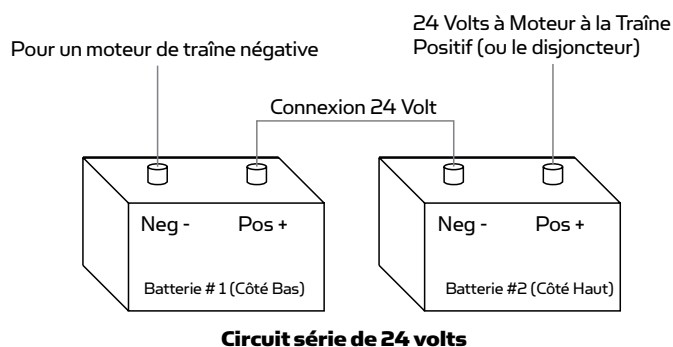 24 Volts à Moteur à la Traîne
Positif (ou le disjoncteur)
Pour un moteur de traîne négative
Connexion 24 Volt
Neg - Pos +
Batterie # 1 (Côté Bas)
Neg - Pos +
Batterie #2 (Côté Haut)
Circuit série de 24 volts